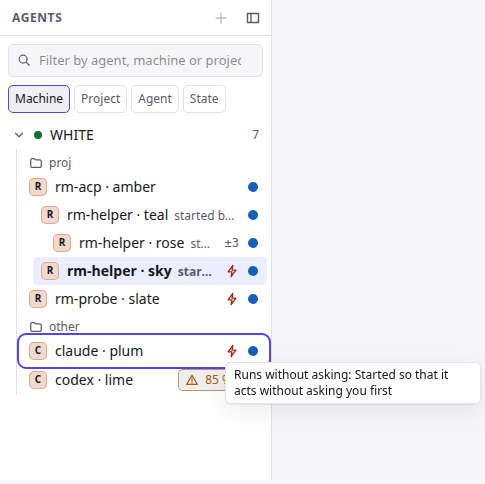 AGENTS
Filter by agent, machine or projec
Machine Project Agent State
WHITE 7
proj
R rm-acp · amber
R rm-helper · teal started b...
R rm-helper · rose st... ±3
R rm-helper · sky star...
R rm-probe · slate
other
C claude · plum
C codex · lime 85
Runs without asking: Started so that it
acts without asking you first